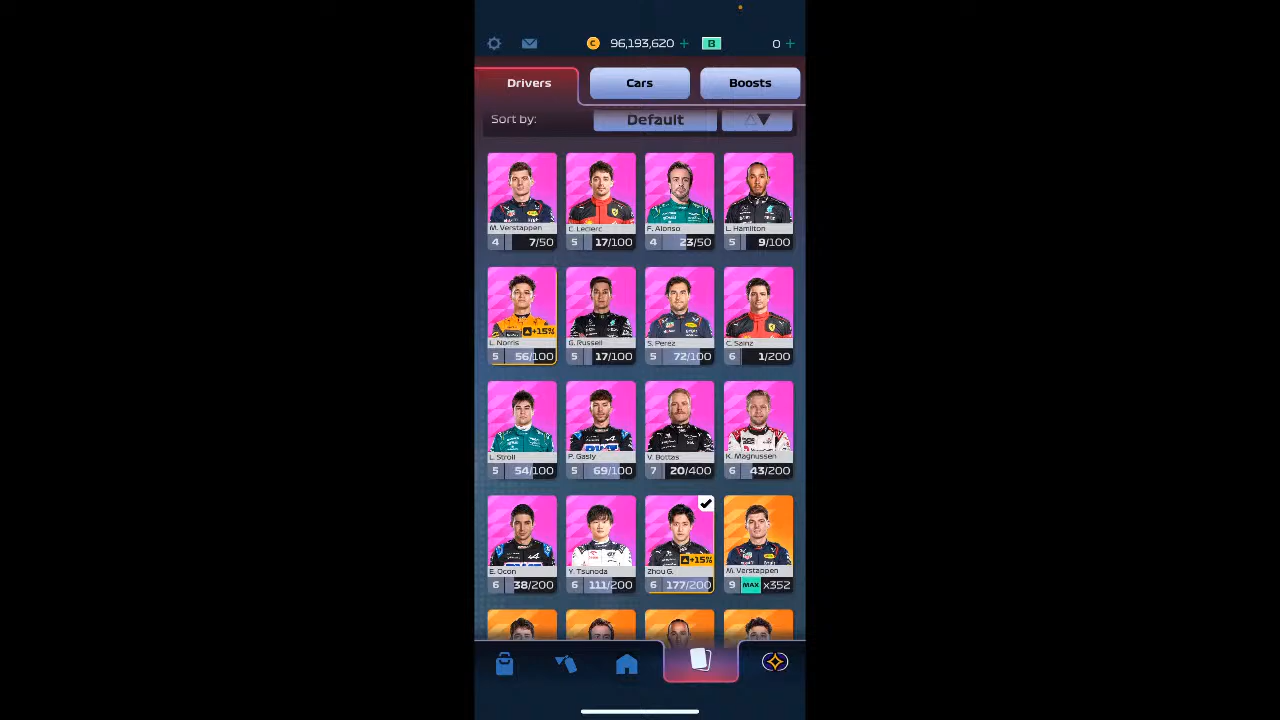 C 96,193,620 + B 0 +
Drivers Cars Boosts
Sort by: Default
M. Verstappen C. Leclerc F. Alonso L. Hamilton
4 7/50 5 17/100 4 23/50 5 9/100
+15%
L. Norris G. Russell S. Perez C. Sainz
5 56/100 5 17/100 5 72/100 6 1/200
L. Stroll P. Gasly V. Bottas K. Magnussen
5 54/100 5 69/100 7 20/400 6 43/200
+15%
E. Ocon Y. Tsunoda Zhou G. M. Verstappen
6 38/200 6 111/200 6 177/200 9 MAX x352